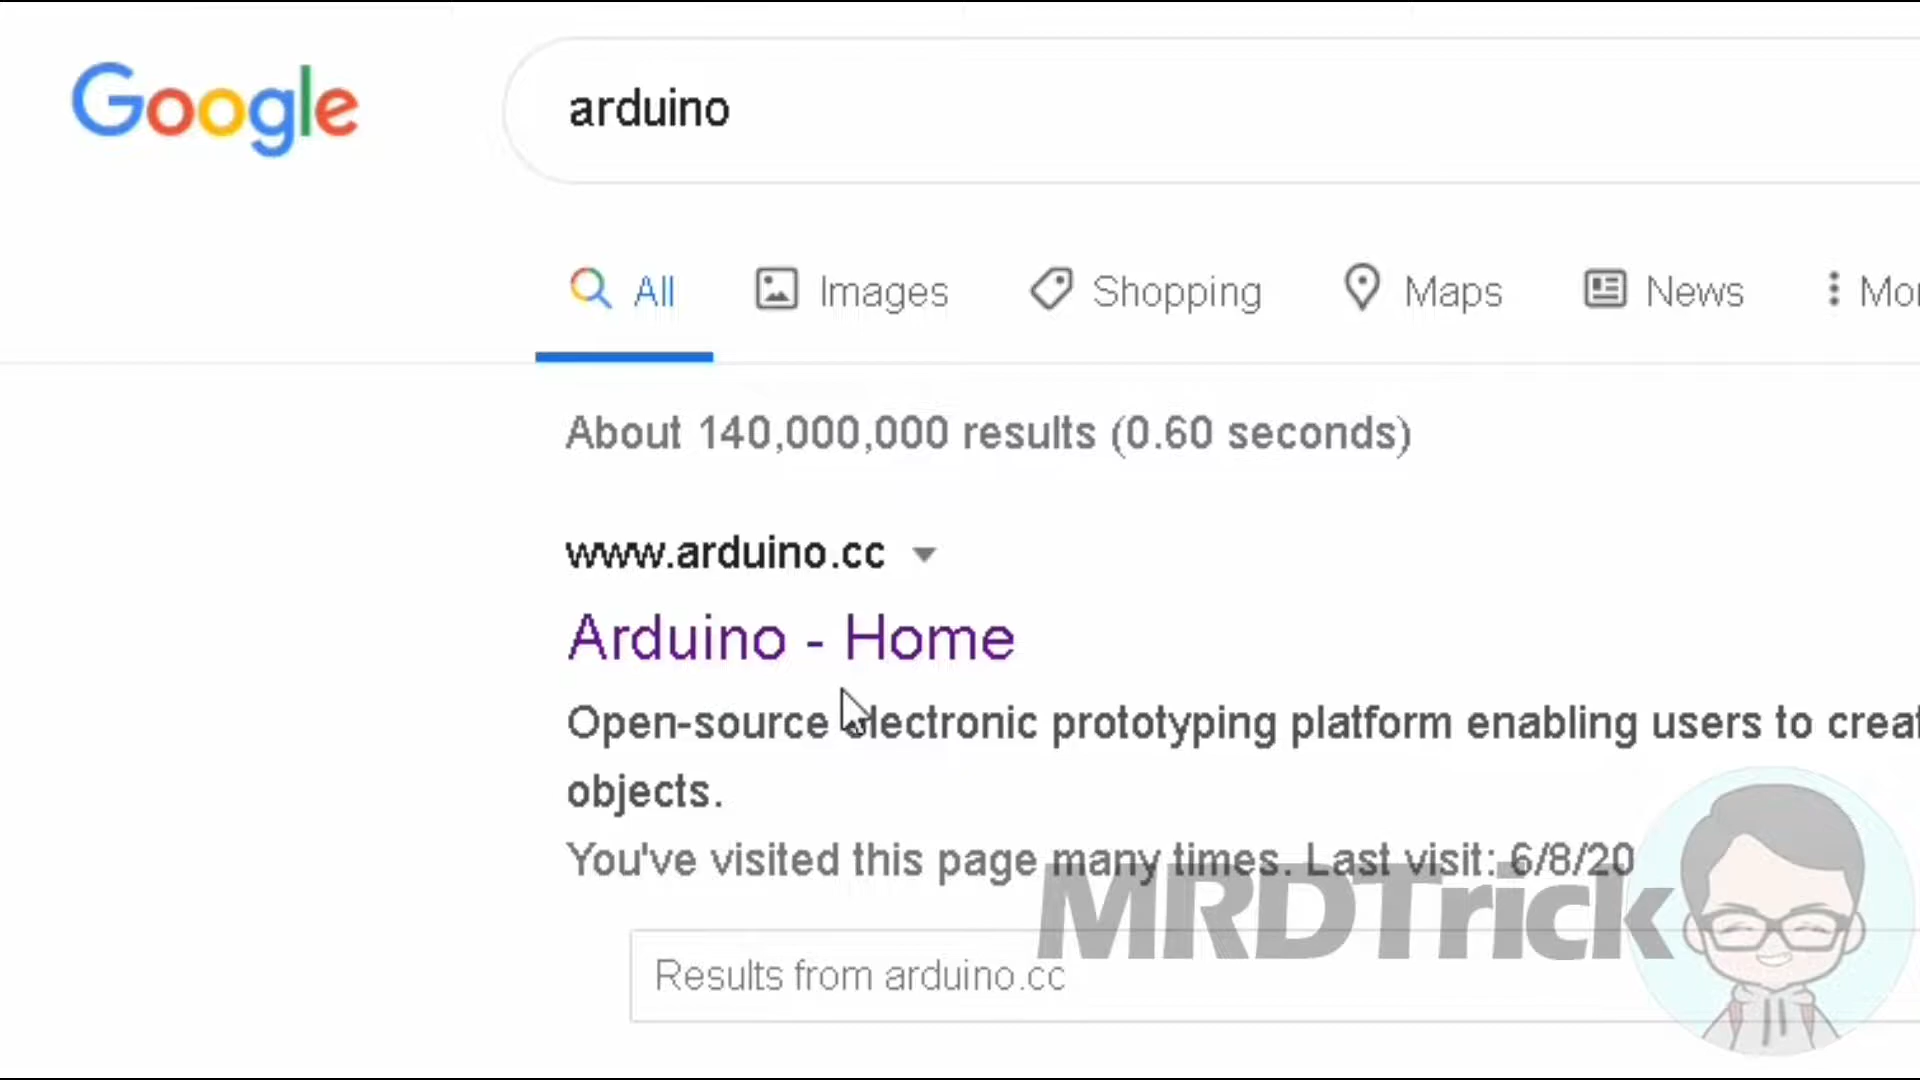 Google
arduino
All Images Shopping Maps News Mor
About 140,000,000 results (0.60 seconds)
www.arduino.cc
Arduino - Home
Open-source electronic prototyping platform enabling users to creat
objects.
You've visited this page many times. Last visit: 6/8/20
MRDTrick
Results from arduino.cc